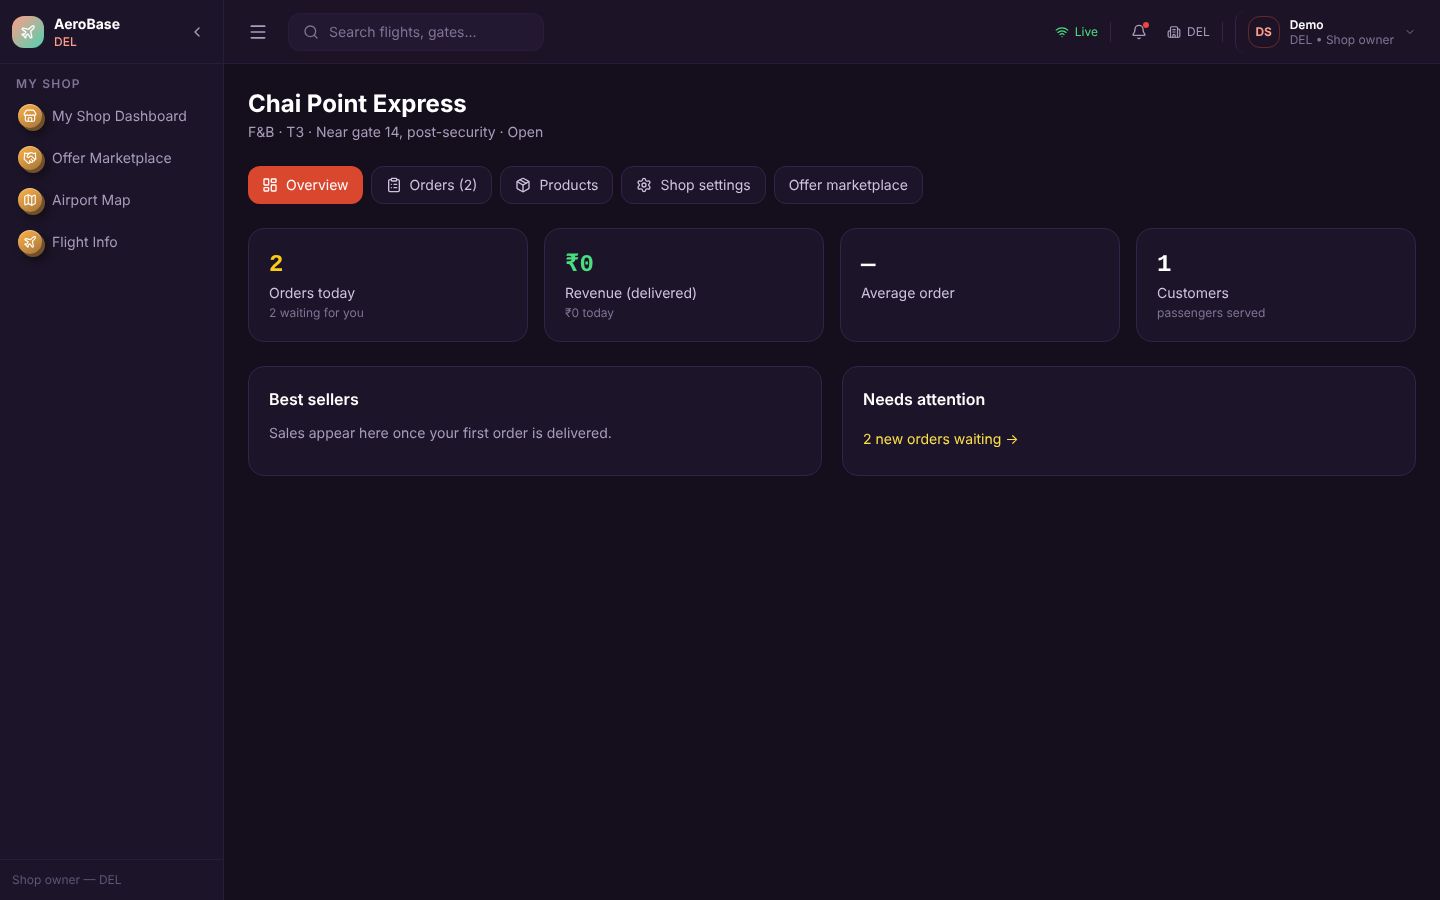 AeroBase
DEL
MY SHOP
My Shop Dashboard
Offer Marketplace
Airport Map
Flight Info
Shop owner — DEL
Search flights, gates...
Live
DEL
DS
Demo
DEL • Shop owner
Chai Point Express
F&B · T3 · Near gate 14, post-security · Open
Overview
Orders (2)
Products
Shop settings
Offer marketplace
2
Orders today
2 waiting for you
₹0
Revenue (delivered)
₹0 today
—
Average order
1
Customers
passengers served
Best sellers
Sales appear here once your first order is delivered.
Needs attention
2 new orders waiting →